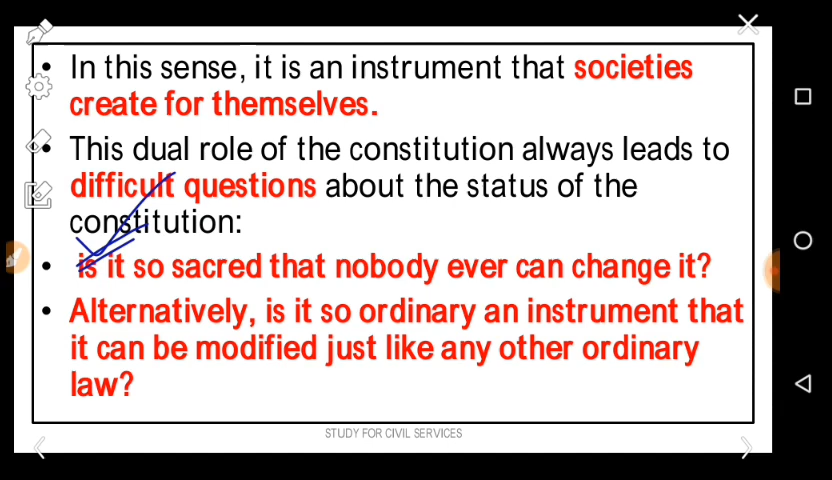 • In this sense, it is an instrument that societies
create for themselves.
• This dual role of the constitution always leads to
difficult questions about the status of the
constitution:
• is it so sacred that nobody ever can change it?
• Alternatively, is it so ordinary an instrument that
it can be modified just like any other ordinary
law?
STUDY FOR CIVIL SERVICES